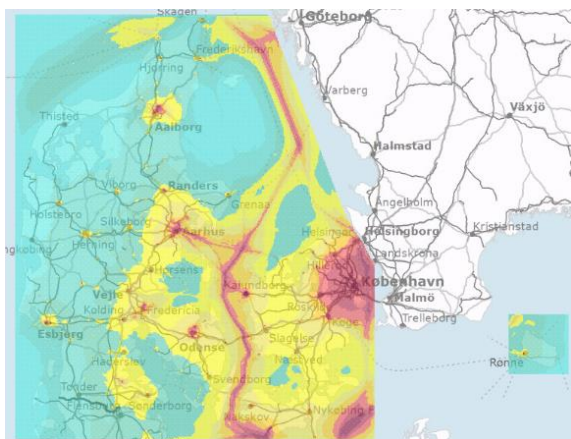 Skagen
Göteborg
Frederikshavn
Hjørring
Varberg
Thisted
Växjö
Aalborg
Halmstad
Viborg
Randers
Ängelholm
Holstebro
Silkeborg
Grenaa
Kristianstad
Herning
Aarhus
Helsingborg
Landskrona
Horsens
København
Vejle
Kalundborg
Malmö
Kolding
Fredericia
Roskilde
Trelleborg
Esbjerg
Køge
Odense
Slagelse
Haderslev
Næstved
Rønne
Tønder
Svendborg
Flensburg
Sønderborg
Nakskov
Nykøbing F